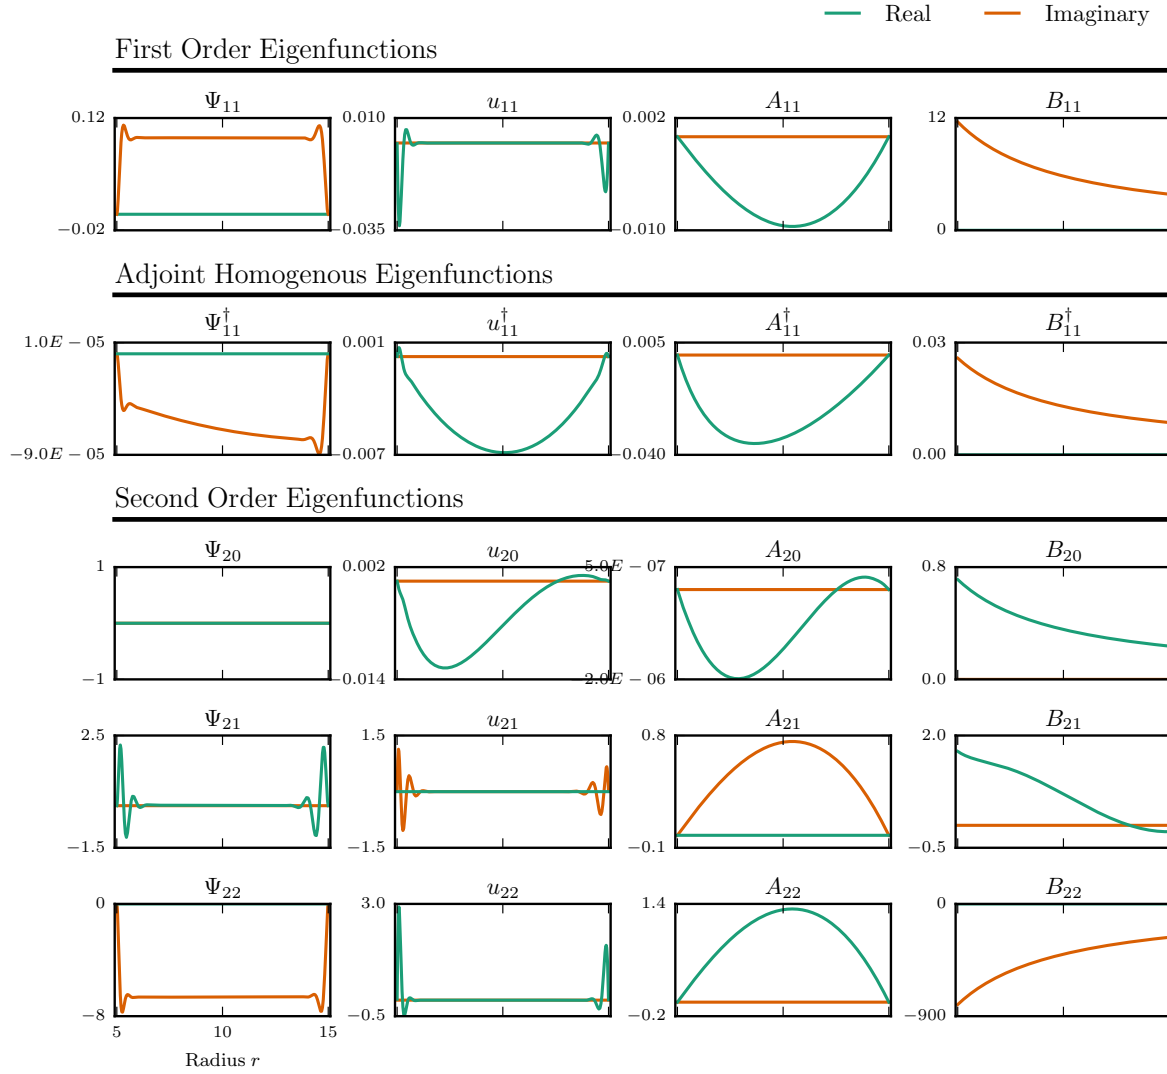 Real Imaginary
First Order Eigenfunctions
Ψ₁₁ u₁₁ A₁₁ B₁₁
0.12 0.010 0.002 12
−0.02 −0.035 −0.010 0
Adjoint Homogenous Eigenfunctions
Ψ†₁₁ u†₁₁ A†₁₁ B†₁₁
1.0E − 05 0.001 0.005 0.03
−9.0E − 05 −0.007 −0.040 0.00
Second Order Eigenfunctions
Ψ₂₀ u₂₀ A₂₀ B₂₀
1 0.002 5.0E − 07 0.8
−1 −0.014 −2.0E − 06 0.0
Ψ₂₁ u₂₁ A₂₁ B₂₁
2.5 1.5 0.8 2.0
−1.5 −1.5 −0.1 −0.5
Ψ₂₂ u₂₂ A₂₂ B₂₂
0 3.0 1.4 0
−8 −0.5 −0.2 −900
5 10 15
Radius r